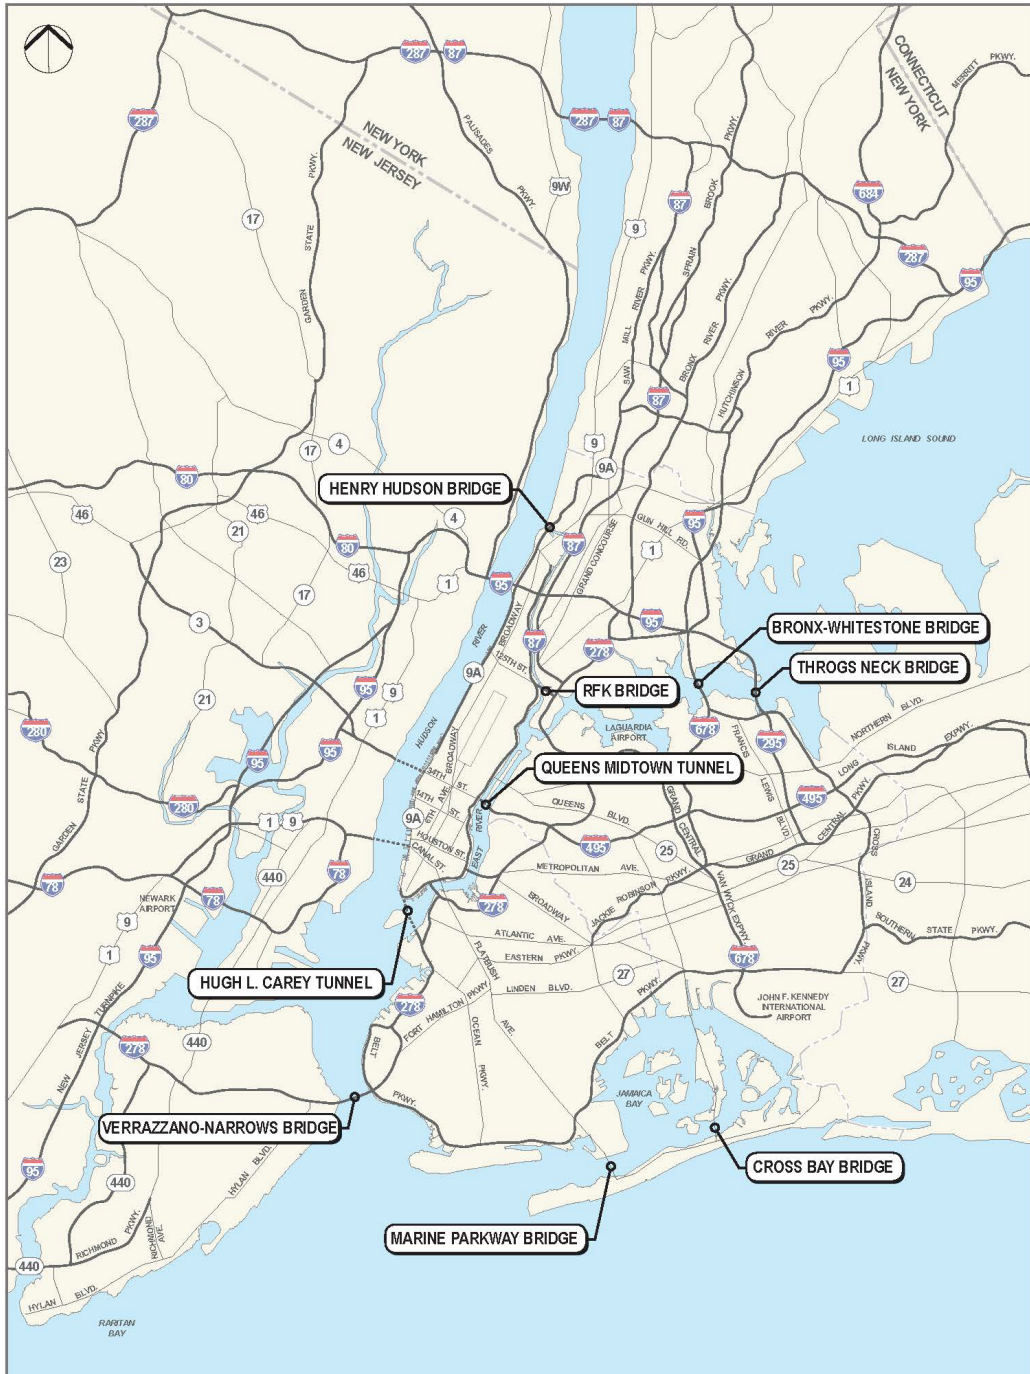 287
87
CONNECTICUT
NEW YORK
MERRITT PKWY.
287
PALISADES
PKWY.
NEW YORK
NEW JERSEY
287
87
PKWY.
9W
17
GARDEN
STATE
PKWY.
684
87
BROOK
SPRAIN
9
287
95
SAW MILL RIVER PKWY.
BRONX RIVER PKWY.
HUTCHINSON RIVER PKWY.
95
1
87
LONG ISLAND SOUND
4
17
9
9A
80
HENRY HUDSON BRIDGE
46
46
21
4
GUN HILL RD.
95
80
87
GRAND CONCOURSE
1
23
46
1
17
95
BROADWAY
95
3
87
278
BRONX-WHITESTONE BRIDGE
125TH ST.
THROGS NECK BRIDGE
9A
RFK BRIDGE
21
95
9
1
HUDSON
RIVER
LAGUARDIA
AIRPORT
678
295
NORTHERN BLVD.
280
95
95
BROADWAY
QUEENS MIDTOWN TUNNEL
FRANCIS
LEWIS
BLVD.
LONG ISLAND EXPWY.
34TH ST.
6TH AVE.
14TH ST.
280
9A
HOUSTON ST.
CANAL ST.
EAST RIVER
QUEENS BLVD.
GRAND CENTRAL
495
GARDEN STATE PKWY
1
9
495
25
GRAND CENTRAL PKWY.
CROSS
ISLAND
PKWY.
25
24
METROPOLITAN AVE.
78
440
78
78
NEWARK
AIRPORT
278
BROADWAY
JACKIE ROBINSON PKWY.
VAN WYCK EXPWY.
9
1
95
ATLANTIC AVE.
EASTERN PKWY.
SOUTHERN STATE PKWY.
678
HUGH L. CAREY TUNNEL
FLATBUSH
AVE.
LINDEN BLVD.
27
27
278
FORT HAMILTON PKWY
JOHN F. KENNEDY
INTERNATIONAL
AIRPORT
NEW JERSEY TURNPIKE
278
440
BELT
OCEAN PKWY.
BELT PKWY.
PKWY.
JAMAICA
BAY
VERRAZZANO-NARROWS BRIDGE
95
HYLAN BLVD.
CROSS BAY BRIDGE
440
RICHMOND PKWY.
RICHMOND
AVE.
MARINE PARKWAY BRIDGE
440
HYLAN BLVD.
RARITAN
BAY